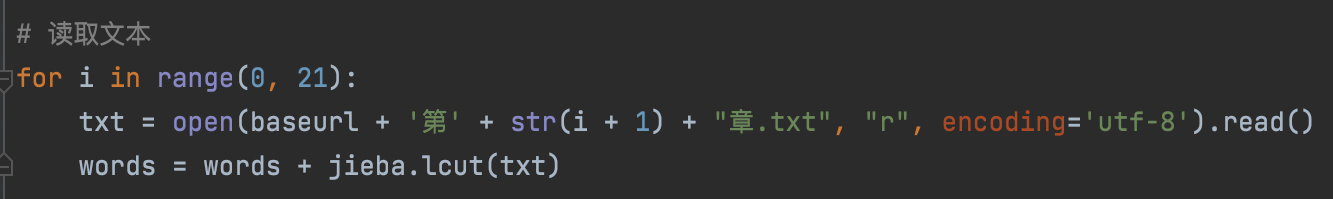 # 读取文本
for i in range(0, 21):
    txt = open(baseurl + '第' + str(i + 1) + "章.txt", "r", encoding='utf-8').read()
    words = words + jieba.lcut(txt)